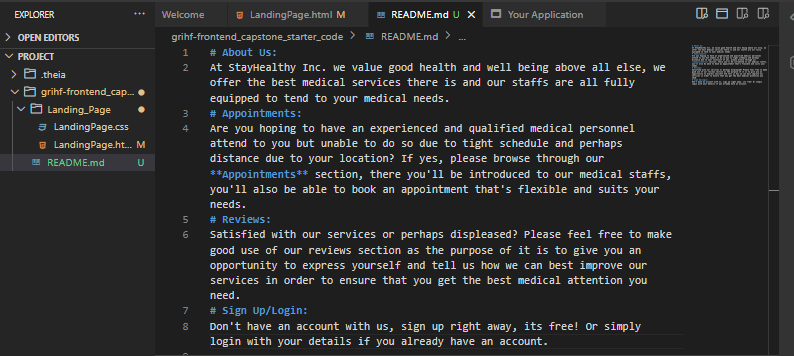 EXPLORER ...
OPEN EDITORS
PROJECT
.theia
grihf-frontend_cap...
Landing_Page
LandingPage.css
LandingPage.ht... M
README.md U
Welcome LandingPage.html M README.md U Your Application
grihf-frontend_capstone_starter_code > README.md > ...
1 # About Us:
2 At StayHealthy Inc. we value good health and well being above all else, we
offer the best medical services there is and our staffs are all fully
equipped to tend to your medical needs.
3 # Appointments:
4 Are you hoping to have an experienced and qualified medical personnel
attend to you but unable to do so due to tight schedule and perhaps
distance due to your location? If yes, please browse through our
**Appointments** section, there you'll be introduced to our medical staffs,
you'll also be able to book an appointment that's flexible and suits your
needs.
5 # Reviews:
6 Satisfied with our services or perhaps displeased? Please feel free to make
good use of our reviews section as the purpose of it is to give you an
opportunity to express yourself and tell us how we can best improve our
services in order to ensure that you get the best medical attention you
need.
7 # Sign Up/Login:
8 Don't have an account with us, sign up right away, its free! Or simply
login with your details if you already have an account.